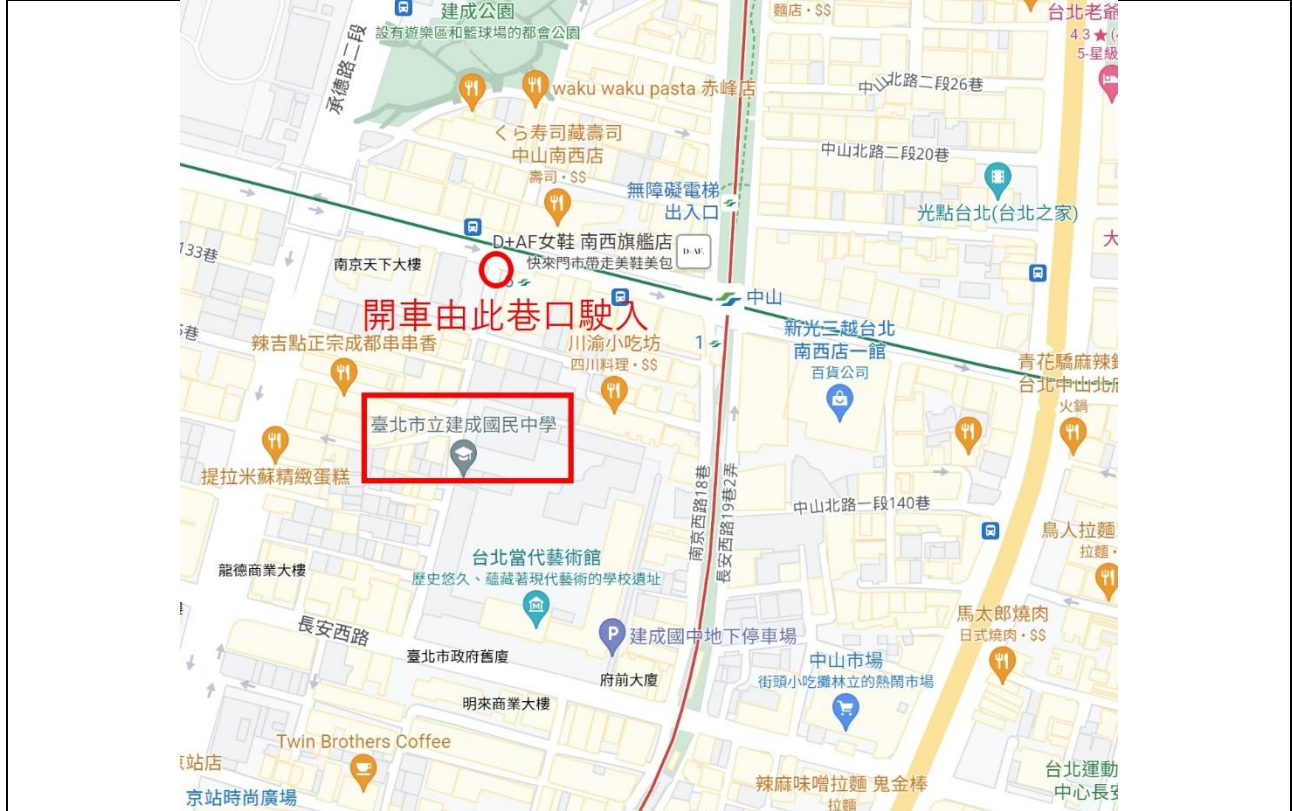 建成公園
設有遊樂區和籃球場的都會公園
麵店・$$
台北老爺
4.3 ★
5-星級
承德路二段
waku waku pasta 赤峰店
中山北路二段26巷
くら寿司藏壽司
中山南西店
壽司・$$
中山北路二段20巷
無障礙電梯
出入口
光點台北(台北之家)
大
133巷
南京天下大樓
D+AF女鞋 南西旗艦店
快來門市帶走美鞋美包
D+AF.
中山
開車由此巷口駛入
辣吉點正宗成都串串香
川渝小吃坊
四川料理・$$
1
新光三越台北
南西店一館
百貨公司
青花驕麻辣鍋
台北中山北店
火鍋
臺北市立建成國民中學
提拉米蘇精緻蛋糕
南京西路18巷
長安西路19巷2弄
中山北路一段140巷
鳥人拉麵
拉麵・
龍德商業大樓
台北當代藝術館
歷史悠久、蘊藏著現代藝術的學校遺址
長安西路
P
建成國中地下停車場
馬太郎燒肉
日式燒肉・$$
臺北市政府舊廈
府前大廈
中山市場
街頭小吃攤林立的熱鬧市場
明來商業大樓
Twin Brothers Coffee
京站店
京站時尚廣場
辣麻味噌拉麵 鬼金棒
拉麵
台北運動
中心長安